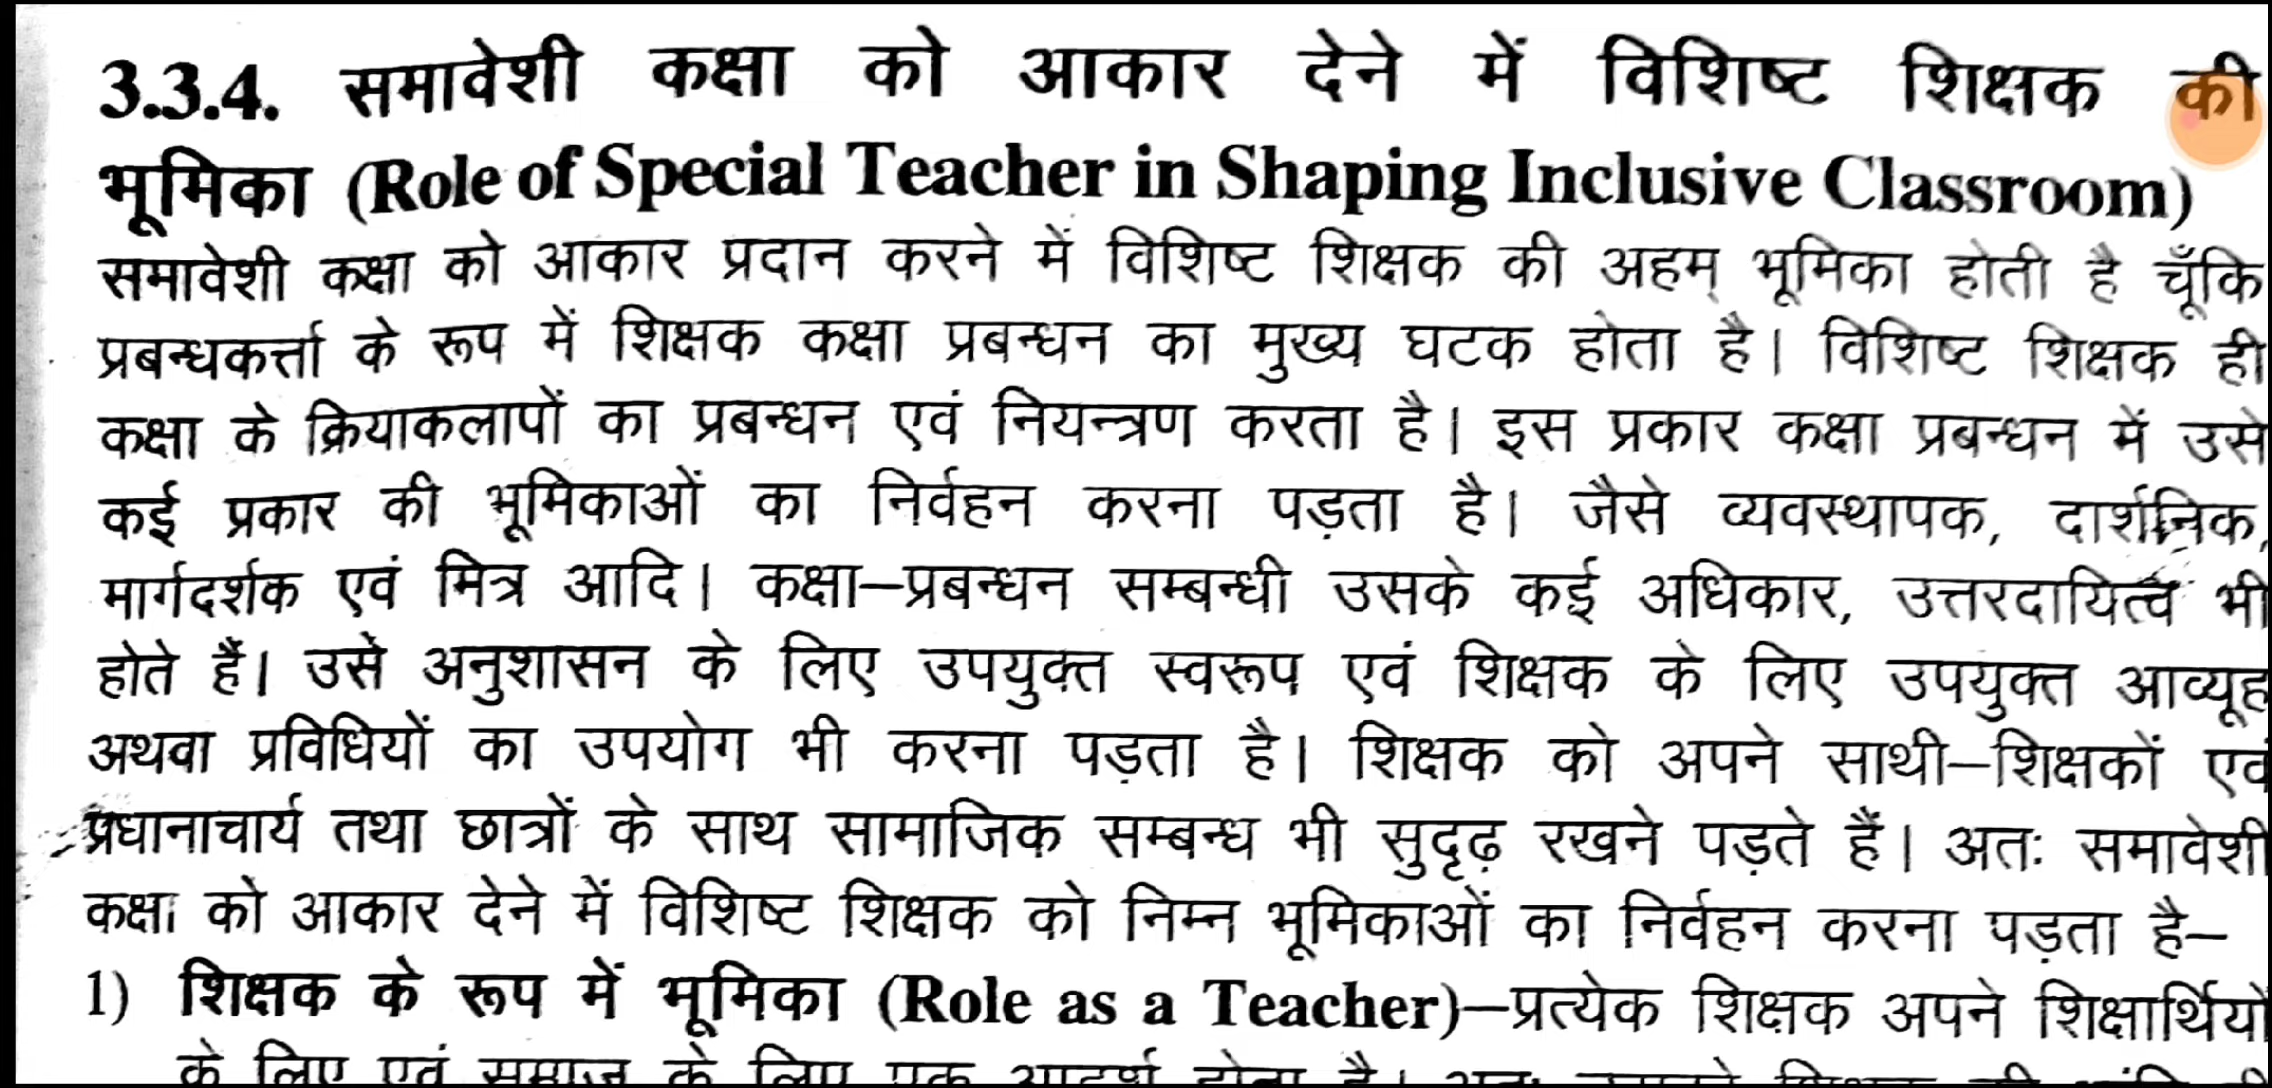 3.3.4. समावेशी कक्षा को आकार देने में विशिष्ट शिक्षक की
भूमिका (Role of Special Teacher in Shaping Inclusive Classroom)
समावेशी कक्षा को आकार प्रदान करने में विशिष्ट शिक्षक की अहम् भूमिका होती है चूँकि
प्रबन्धकर्त्ता के रूप में शिक्षक कक्षा प्रबन्धन का मुख्य घटक होता है। विशिष्ट शिक्षक ही
कक्षा के क्रियाकलापों का प्रबन्धन एवं नियन्त्रण करता है। इस प्रकार कक्षा प्रबन्धन में उसे
कई प्रकार की भूमिकाओं का निर्वहन करना पड़ता है। जैसे व्यवस्थापक, दार्शनिक,
मार्गदर्शक एवं मित्र आदि। कक्षा–प्रबन्धन सम्बन्धी उसके कई अधिकार, उत्तरदायित्व भी
होते हैं। उसे अनुशासन के लिए उपयुक्त स्वरूप एवं शिक्षक के लिए उपयुक्त आव्यूह
अथवा प्रविधियों का उपयोग भी करना पड़ता है। शिक्षक को अपने साथी–शिक्षकों एवं
प्रधानाचार्य तथा छात्रों के साथ सामाजिक सम्बन्ध भी सुदृढ़ रखने पड़ते हैं। अतः समावेशी
कक्षा को आकार देने में विशिष्ट शिक्षक को निम्न भूमिकाओं का निर्वहन करना पड़ता है–
1) शिक्षक के रूप में भूमिका (Role as a Teacher)–प्रत्येक शिक्षक अपने शिक्षार्थियों
के लिए एवं समाज के लिए एक आदर्श होता है। अतः